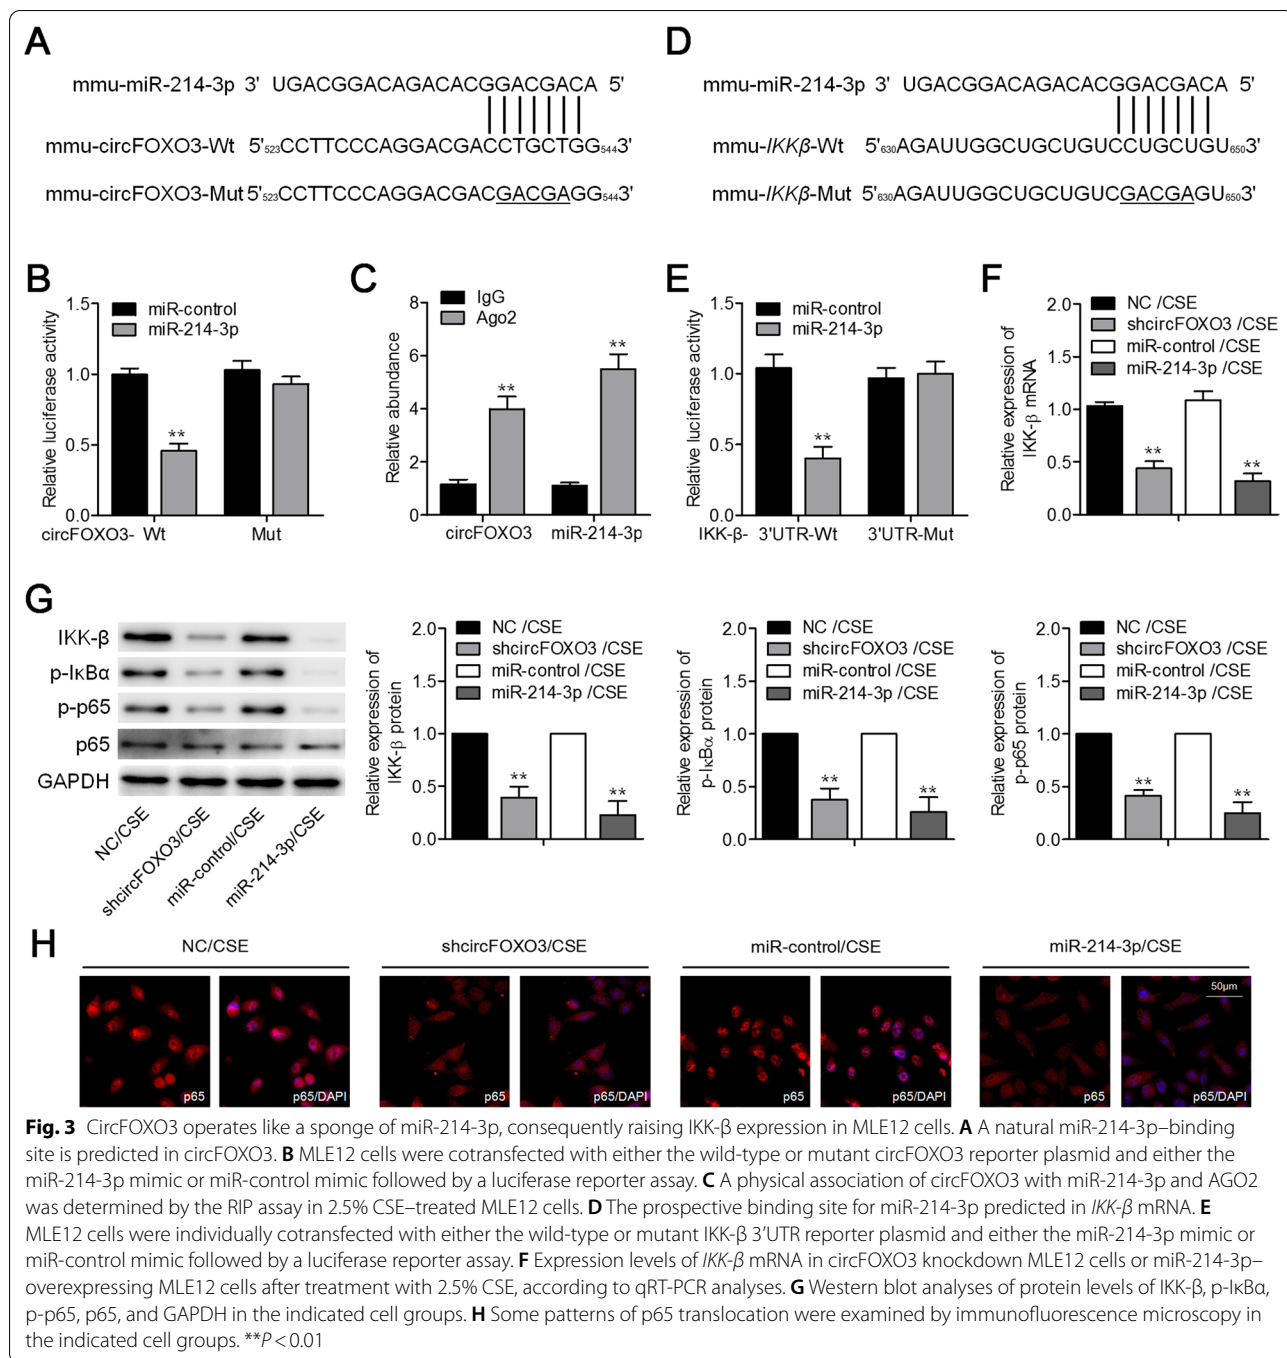 A
mmu-miR-214-3p 3' UGACGGACAGACACGGACGACA 5'
mmu-circFOXO3-Wt 5'523CCTTCCCAGGACGACCTGCTGG5443'
mmu-circFOXO3-Mut 5'523CCTTCCCAGGACGACGACGAGG5443'
D
mmu-miR-214-3p 3' UGACGGACAGACACGGACGACA 5'
mmu-IKKβ-Wt 5'630AGAUUGGCUGCUGUCCUGCUGU6503'
mmu-IKKβ-Mut 5'630AGAUUGGCUGCUGUCGACGAGU6503'
B
Relative luciferase activity
1.5
1.0
0.5
0.0
miR-control
miR-214-3p
**
circFOXO3- Wt Mut
C
Relative abundance
8
6
4
2
0
IgG
Ago2
**
**
circFOXO3 miR-214-3p
E
Relative luciferase activity
1.5
1.0
0.5
0.0
miR-control
miR-214-3p
**
IKK-β- 3'UTR-Wt 3'UTR-Mut
F
Relative expression of
IKK-β mRNA
2.0
1.5
1.0
0.5
0.0
NC /CSE
shcircFOXO3 /CSE
miR-control /CSE
miR-214-3p /CSE
**
**
G
IKK-β
p-IκBα
p-p65
p65
GAPDH
NC/CSE
shcircFOXO3/CSE
miR-control/CSE
miR-214-3p/CSE
Relative expression of
IKK-β protein
2.0
1.5
1.0
0.5
0.0
NC /CSE
shcircFOXO3 /CSE
miR-control /CSE
miR-214-3p /CSE
**
**
Relative expression of
p-IκBα protein
2.0
1.5
1.0
0.5
0.0
NC /CSE
shcircFOXO3 /CSE
miR-control /CSE
miR-214-3p /CSE
**
**
Relative expression of
p-p65 protein
2.0
1.5
1.0
0.5
0.0
NC /CSE
shcircFOXO3 /CSE
miR-control /CSE
miR-214-3p /CSE
**
**
H
NC/CSE shcircFOXO3/CSE miR-control/CSE miR-214-3p/CSE
50μm
p65 p65/DAPI p65 p65/DAPI p65 p65/DAPI p65 p65/DAPI
Fig. 3 CircFOXO3 operates like a sponge of miR-214-3p, consequently raising IKK-β expression in MLE12 cells. A A natural miR-214-3p–binding
site is predicted in circFOXO3. B MLE12 cells were cotransfected with either the wild-type or mutant circFOXO3 reporter plasmid and either the
miR-214-3p mimic or miR-control mimic followed by a luciferase reporter assay. C A physical association of circFOXO3 with miR-214-3p and AGO2
was determined by the RIP assay in 2.5% CSE–treated MLE12 cells. D The prospective binding site for miR-214-3p predicted in IKK-β mRNA. E
MLE12 cells were individually cotransfected with either the wild-type or mutant IKK-β 3'UTR reporter plasmid and either the miR-214-3p mimic or
miR-control mimic followed by a luciferase reporter assay. F Expression levels of IKK-β mRNA in circFOXO3 knockdown MLE12 cells or miR-214-3p–
overexpressing MLE12 cells after treatment with 2.5% CSE, according to qRT-PCR analyses. G Western blot analyses of protein levels of IKK-β, p-IκBα,
p-p65, p65, and GAPDH in the indicated cell groups. H Some patterns of p65 translocation were examined by immunofluorescence microscopy in
the indicated cell groups. **P < 0.01